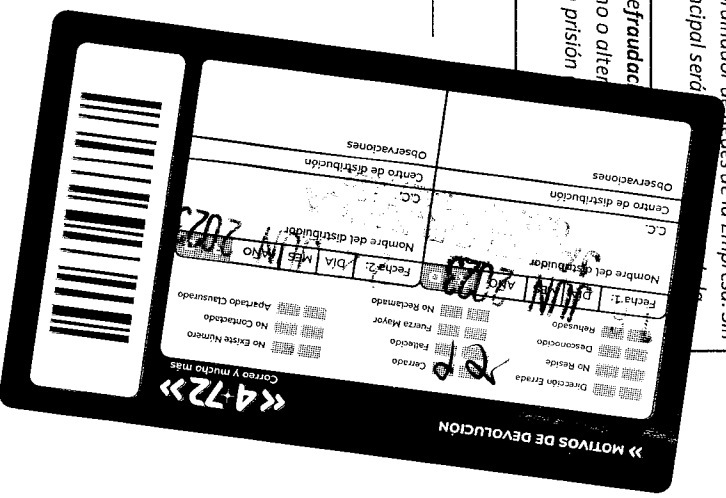 efraudac
no o alter
prisión
cipal será
» MOTIVOS DE DEVOLUCIÓN
«4+72»
Correo y mucho más
Dirección Errada
No Reside
Desconocido
Rehusado
Cerrado
Fallecido
Fuerza Mayor
No Reclamado
No Existe Número
No Contactado
Apartado Clausurado
Fecha 1: DÍA MES AÑO
JUN 2023
Nombre del distribuidor
C.C.
Centro de distribución
Observaciones
Fecha 2: DÍA MES AÑO
JUN 2023
Nombre del distribuidor
C.C.
Centro de distribución
Observaciones